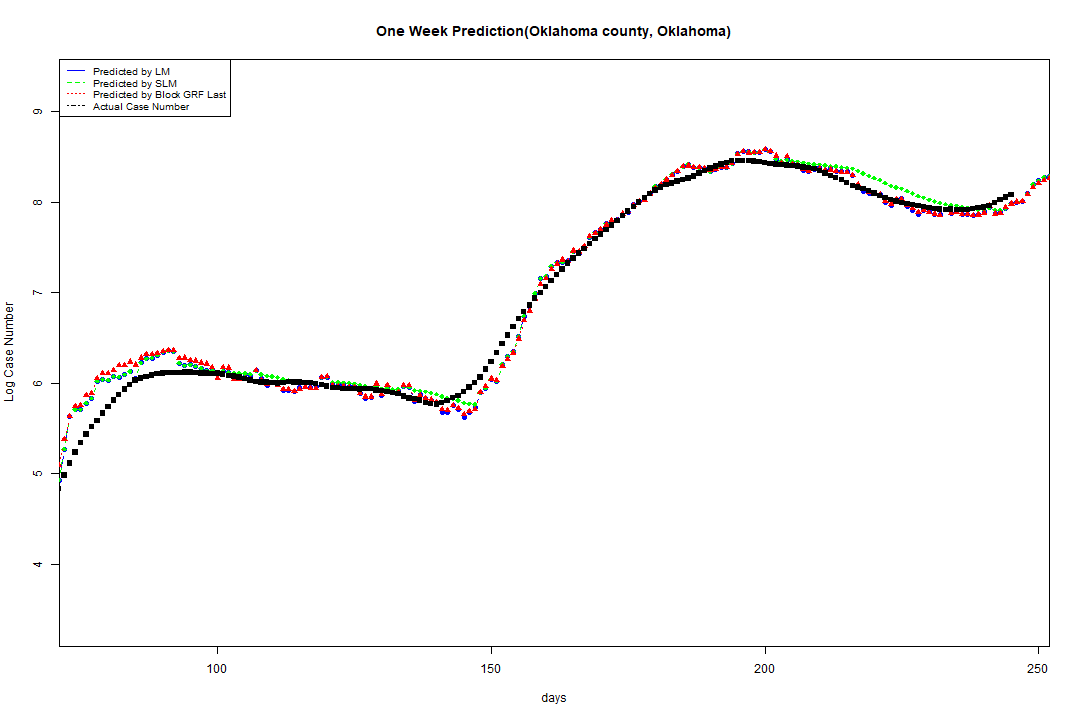 One Week Prediction(Oklahoma county, Oklahoma)
Predicted by LM
Predicted by SLM
Predicted by Block GRF Last
Actual Case Number
9
8
7
6
5
4
Log Case Number
100 150 200 250
days